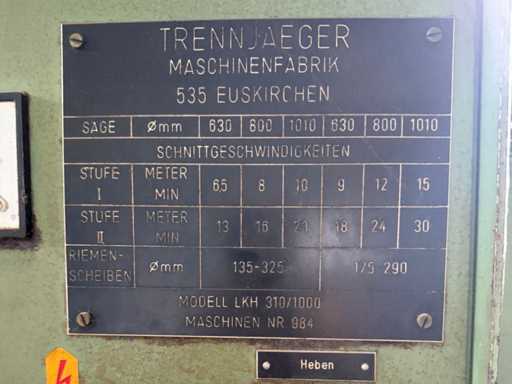 TRENNJAEGER
MASCHINENFABRIK
535 EUSKIRCHEN
SÄGE Ømm 630 800 1010 630 800 1010
SCHNITTGESCHWINDIGKEITEN
STUFE I METER MIN 6,5 8 10 9 12 15
STUFE II METER MIN 13 16 20 18 24 30
RIEMEN-SCHEIBEN Ømm 135-325 175 290
MODELL LKH 310/1000
MASCHINEN NR 984
Heben